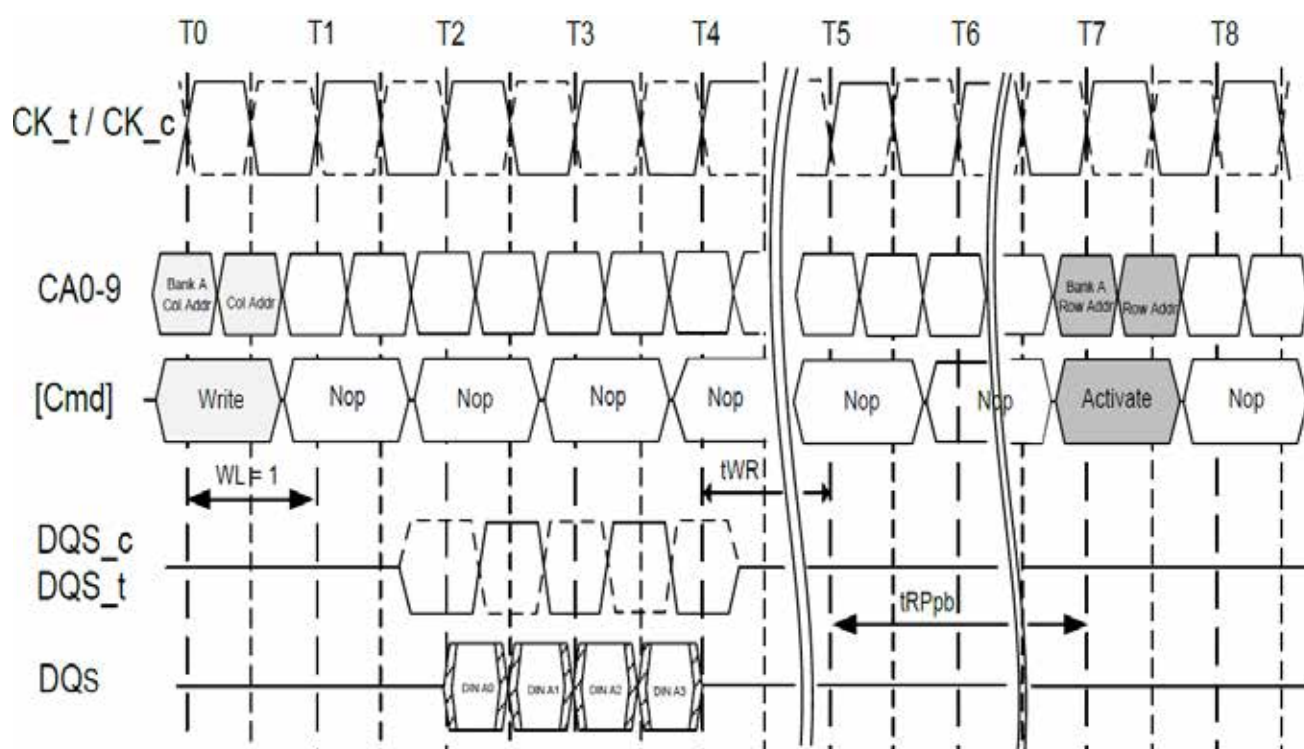 T0 T1 T2 T3 T4 T5 T6 T7 T8
CK_t / CK_c
CA0-9
Bank A
Col Addr
Col Addr
Bank A
Row Addr
Row Addr
[Cmd]
Write Nop Nop Nop Nop Nop Nop Activate Nop
WL = 1
tWR
DQS_c
DQS_t
tRPpb
DQs
DIN A0 DIN A1 DIN A2 DIN A3